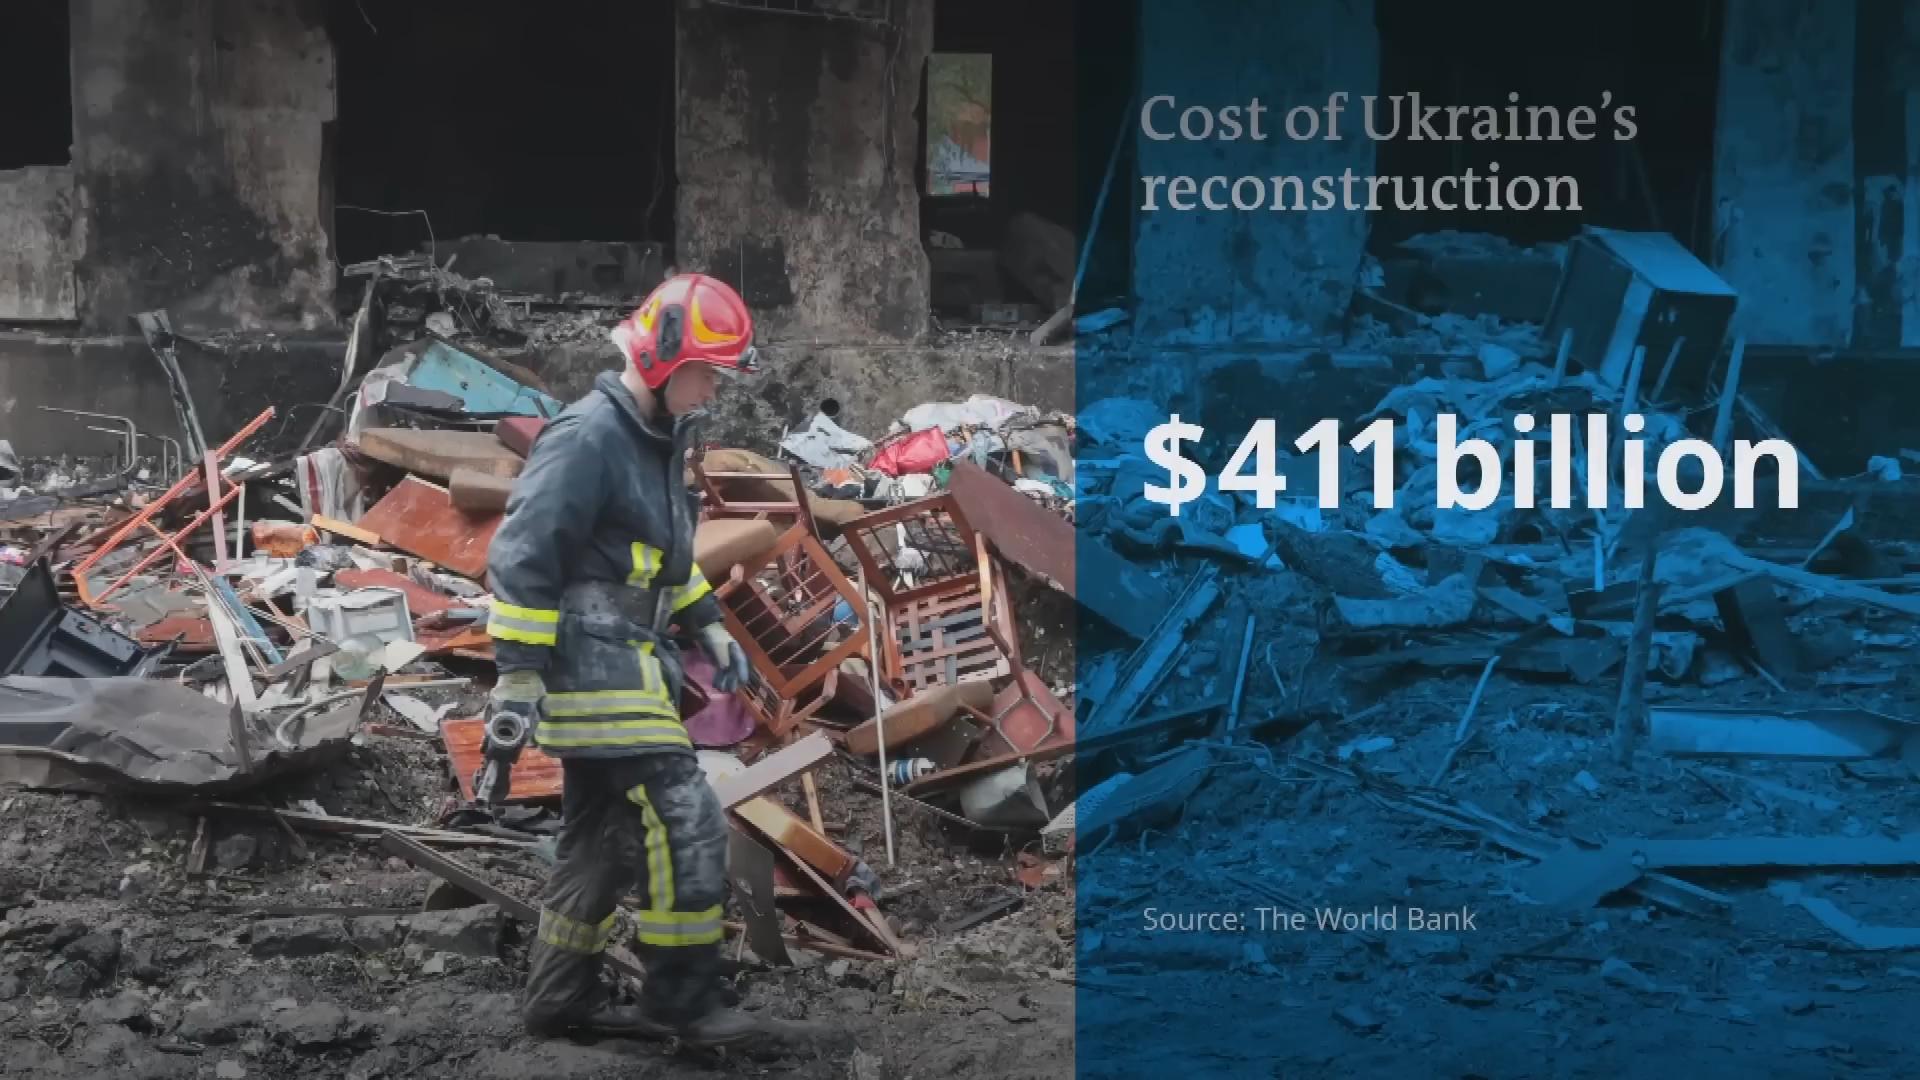 Cost of Ukraine’s
reconstruction
$411 billion
Source: The World Bank